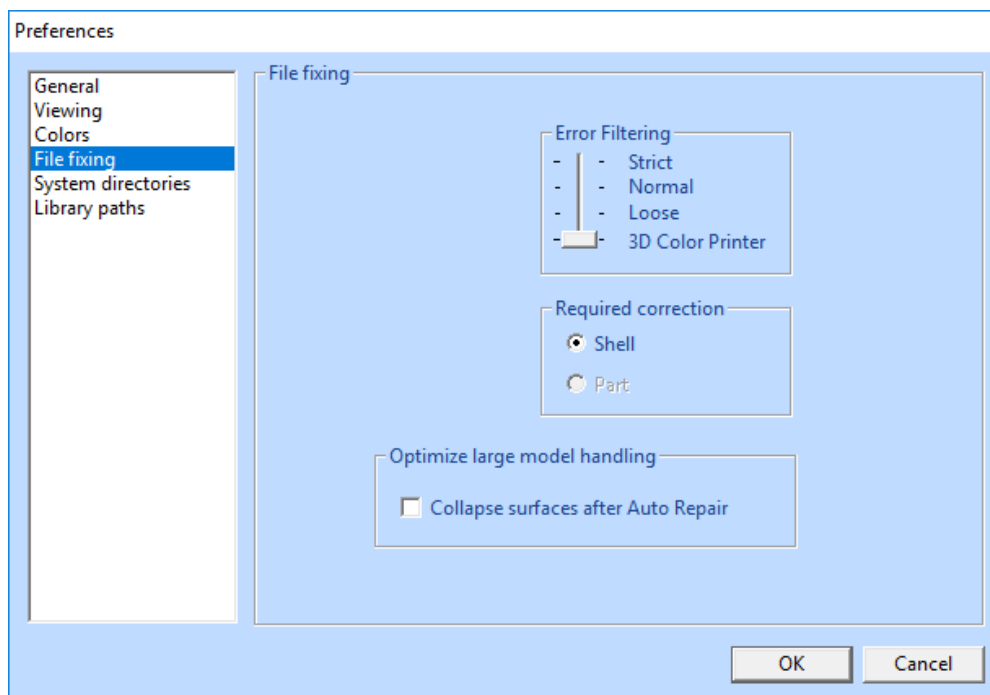 Preferences
General
Viewing
Colors
File fixing
System directories
Library paths
File fixing
Error Filtering
Strict
Normal
Loose
3D Color Printer
Required correction
Shell
Part
Optimize large model handling
Collapse surfaces after Auto Repair
OK
Cancel